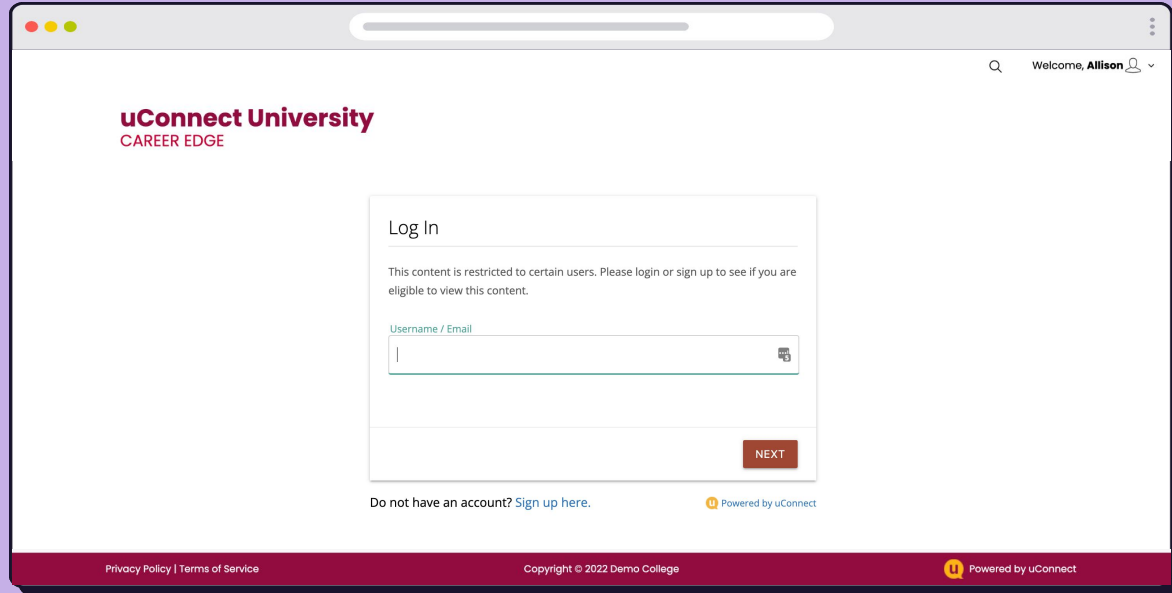 Welcome, Allison
uConnect University
CAREER EDGE
Log In
This content is restricted to certain users. Please login or sign up to see if you are
eligible to view this content.
Username / Email
NEXT
Do not have an account? Sign up here.
u Powered by uConnect
Privacy Policy | Terms of Service
Copyright © 2022 Demo College
u Powered by uConnect